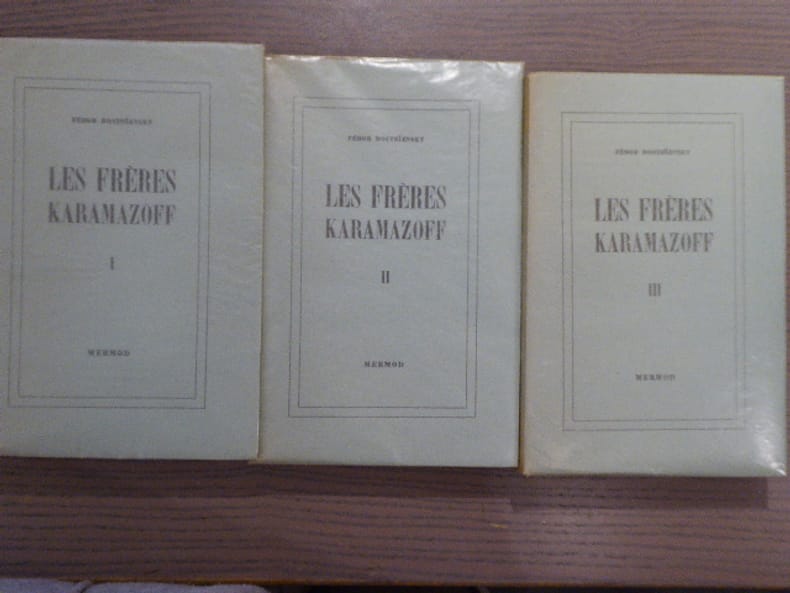 FÉDOR DOSTOÏEVSKY
LES FRÈRES
KARAMAZOFF
I
MERMOD
FÉDOR DOSTOÏEVSKY
LES FRÈRES
KARAMAZOFF
II
MERMOD
FÉDOR DOSTOÏEVSKY
LES FRÈRES
KARAMAZOFF
III
MERMOD